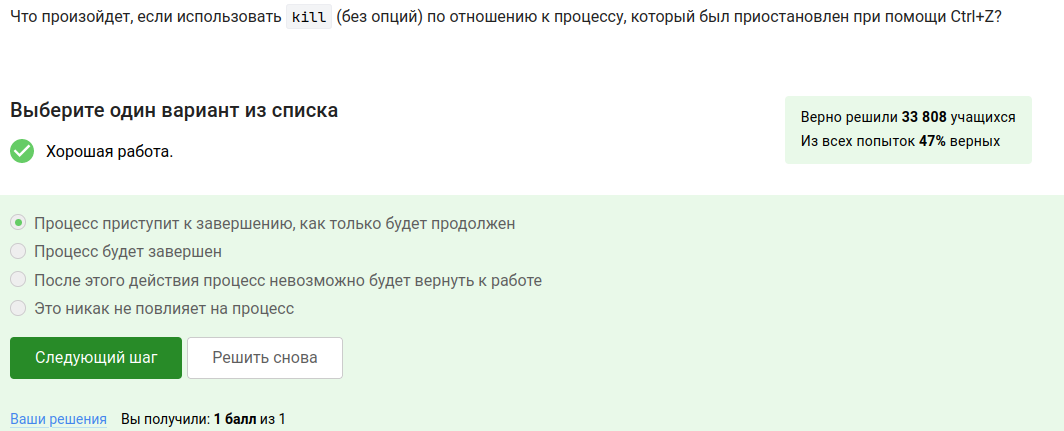 Что произойдет, если использовать kill (без опций) по отношению к процессу, который был приостановлен при помощи Ctrl+Z?
Выберите один вариант из списка
Хорошая работа.
Верно решили 33 808 учащихся
Из всех попыток 47% верных
Процесс приступит к завершению, как только будет продолжен
Процесс будет завершен
После этого действия процесс невозможно будет вернуть к работе
Это никак не повлияет на процесс
Следующий шаг
Решить снова
Ваши решения Вы получили: 1 балл из 1